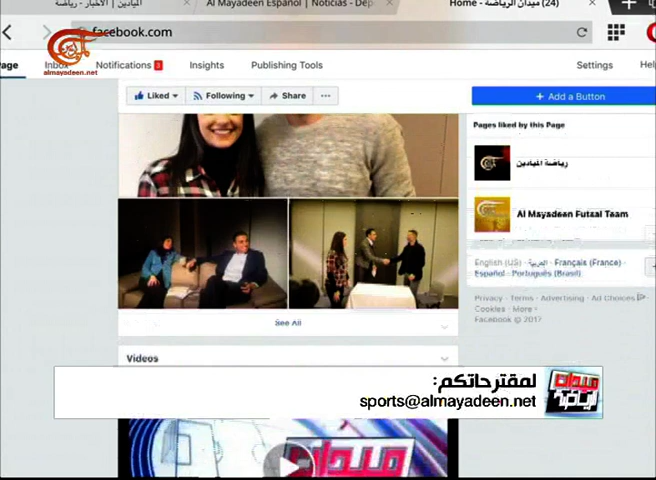 الميادين | الأخبار - رياضة
Al Mayadeen Español | Noticias - Dep
(24) ميدان الرياضة - Home
facebook.com
الميادين
almayadeen.net
Page
Inbox
Notifications 3
Insights
Publishing Tools
Settings
Help
Liked
Following
Share
...
+ Add a Button
Pages liked by this Page
رياضة الميادين
Al Mayadeen Futsal Team
English (US) · العربية · Français (France) ·
Español · Português (Brasil)
Privacy · Terms · Advertising · Ad Choices
Cookies · More
Facebook © 2017
See All
Videos
لمقترحاتكم:
sports@almayadeen.net
ميدان
الرياضة
ميدان